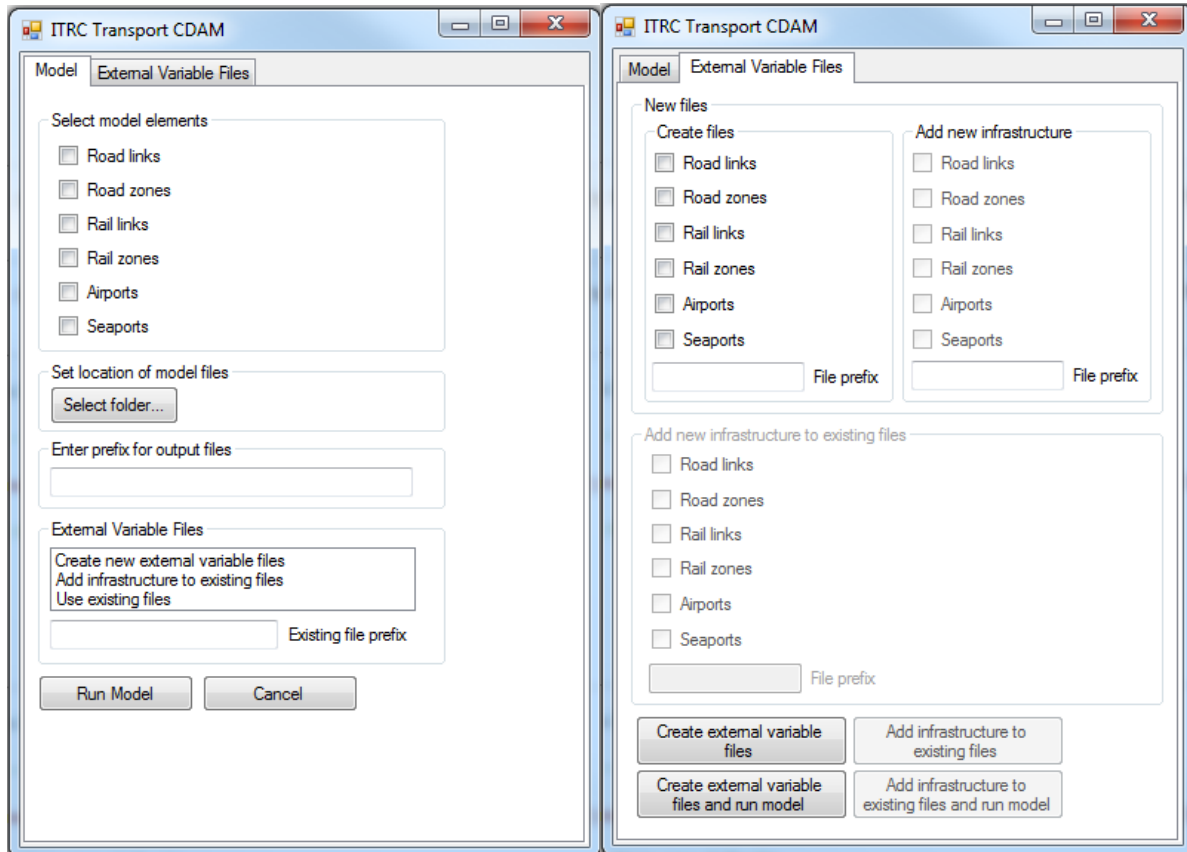 ITRC Transport CDAM
Model
External Variable Files
Select model elements
Road links
Road zones
Rail links
Rail zones
Airports
Seaports
Set location of model files
Select folder...
Enter prefix for output files
External Variable Files
Create new external variable files
Add infrastructure to existing files
Use existing files
Existing file prefix
Run Model
Cancel
ITRC Transport CDAM
Model
External Variable Files
New files
Create files
Road links
Road zones
Rail links
Rail zones
Airports
Seaports
File prefix
Add new infrastructure
Road links
Road zones
Rail links
Rail zones
Airports
Seaports
File prefix
Add new infrastructure to existing files
Road links
Road zones
Rail links
Rail zones
Airports
Seaports
File prefix
Create external variable
files
Add infrastructure to
existing files
Create external variable
files and run model
Add infrastructure to
existing files and run model